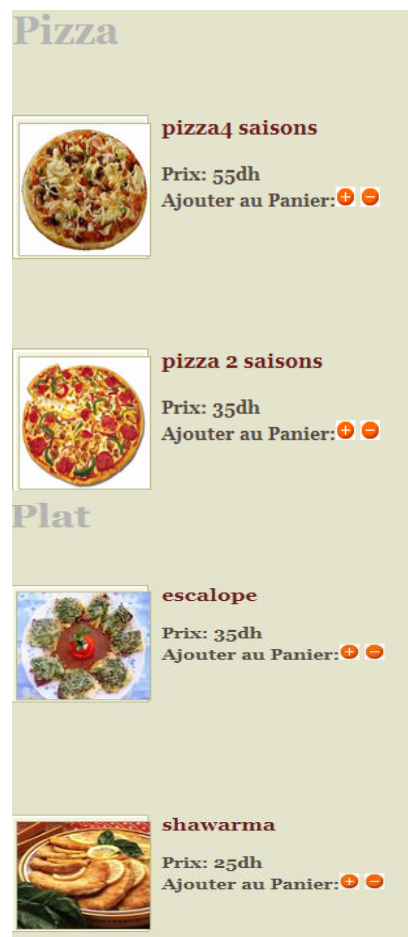 Pizza
pizza4 saisons
Prix: 55dh
Ajouter au Panier:
pizza 2 saisons
Prix: 35dh
Ajouter au Panier:
Plat
escalope
Prix: 35dh
Ajouter au Panier:
shawarma
Prix: 25dh
Ajouter au Panier: